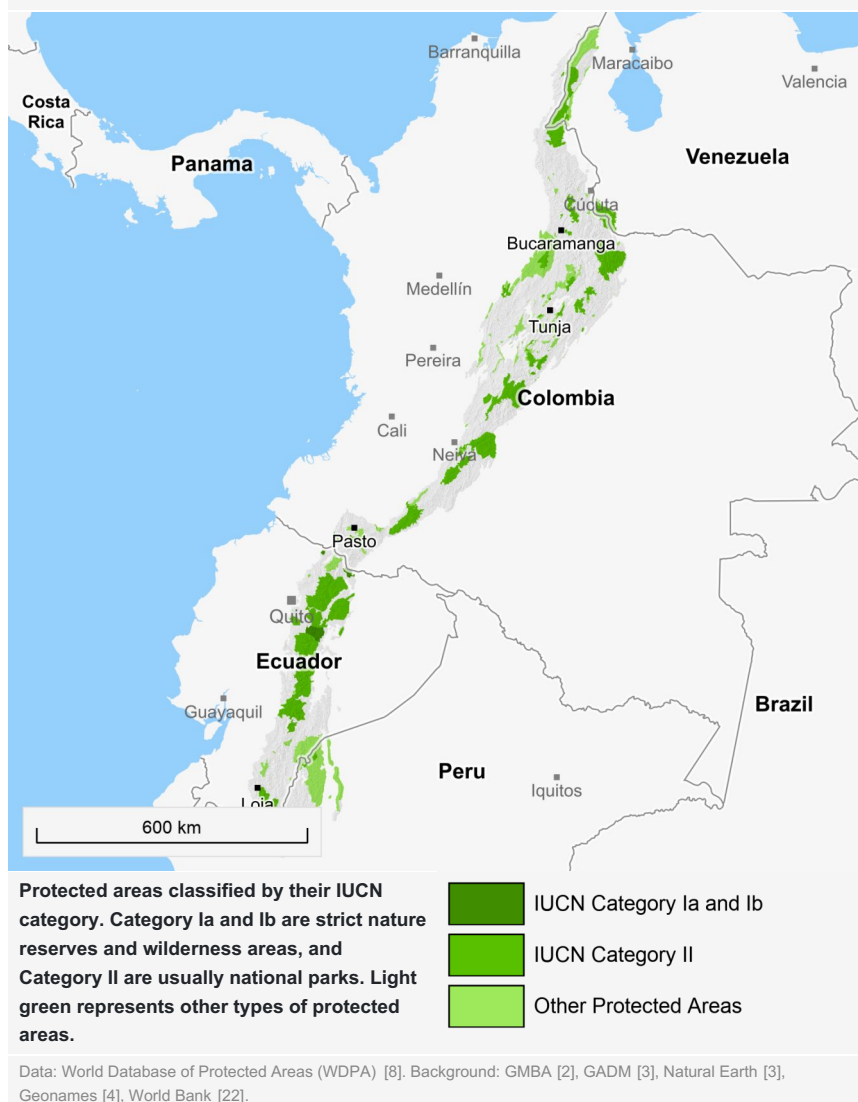 Barranquilla
Maracaibo
Valencia
Costa
Rica
Panama
Venezuela
Cúcuta
Bucaramanga
Medellín
Tunja
Pereira
Colombia
Cali
Neiva
Pasto
Quito
Ecuador
Guayaquil
Brazil
Peru
Iquitos
Loja
600 km
Protected areas classified by their IUCN
category. Category Ia and Ib are strict nature
reserves and wilderness areas, and
Category II are usually national parks. Light
green represents other types of protected
areas.
IUCN Category Ia and Ib
IUCN Category II
Other Protected Areas
Data: World Database of Protected Areas (WDPA) [8]. Background: GMBA [2], GADM [3], Natural Earth [3],
Geonames [4], World Bank [22].